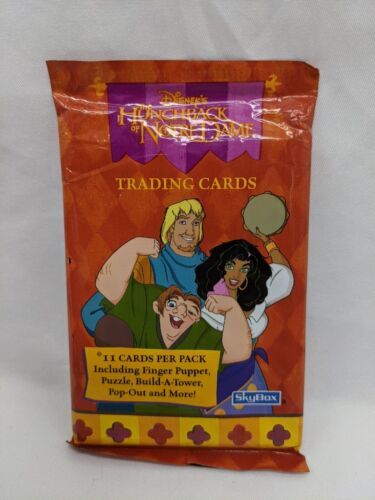 Disney's
THE
HUNCHBACK
OF NOTRE DAME
TRADING CARDS
*11 CARDS PER PACK
Including Finger Puppet,
Puzzle, Build-A-Tower,
Pop-Out and More!
SkyBox